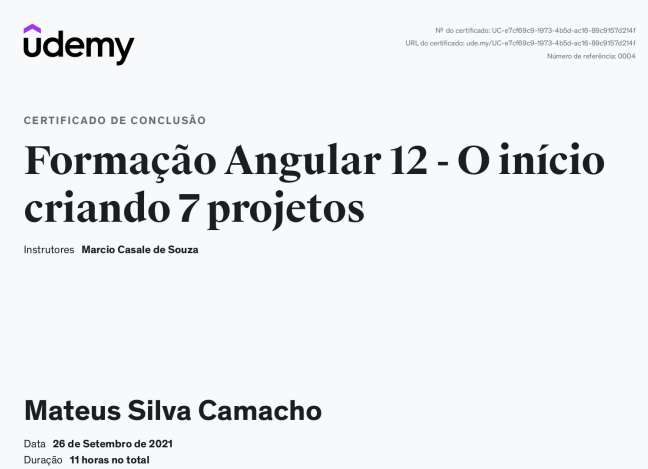 udemy
Nº do certificado: UC-e7cf69c9-1973-4b5d-ac16-89c9157d214f
URL do certificado: ude.my/UC-e7cf69c9-1973-4b5d-ac16-89c9157d214f
Número de referência: 0004
CERTIFICADO DE CONCLUSÃO
Formação Angular 12 - O início
criando 7 projetos
Instrutores Marcio Casale de Souza
Mateus Silva Camacho
Data 26 de Setembro de 2021
Duração 11 horas no total